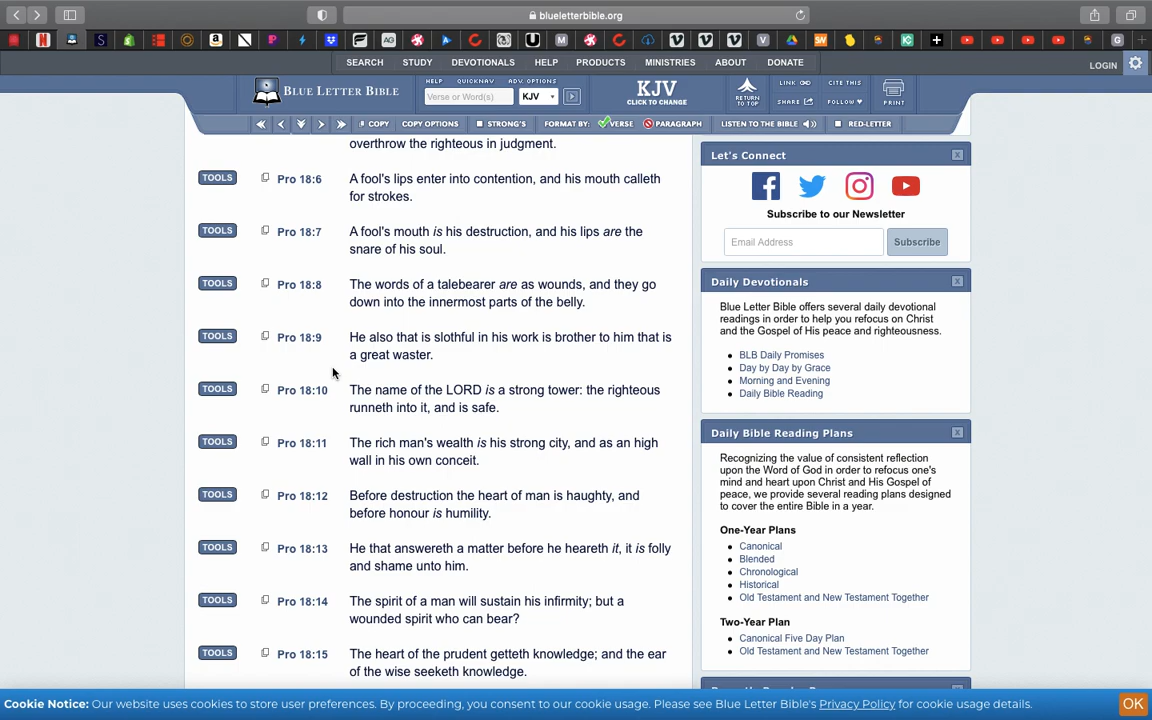 blueletterbible.org
SEARCH STUDY DEVOTIONALS HELP PRODUCTS MINISTRIES ABOUT DONATE
LOGIN
BLUE LETTER BIBLE
HELP QUICKNAV ADV. OPTIONS
Verse or Word(s) KJV
KJV
CLICK TO CHANGE
RETURN TO TOP
LINK CITE THIS
SHARE FOLLOW
PRINT
COPY COPY OPTIONS STRONG'S FORMAT BY: VERSE PARAGRAPH LISTEN TO THE BIBLE RED-LETTER
overthrow the righteous in judgment.
TOOLS Pro 18:6 A fool's lips enter into contention, and his mouth calleth
for strokes.
TOOLS Pro 18:7 A fool's mouth is his destruction, and his lips are the
snare of his soul.
TOOLS Pro 18:8 The words of a talebearer are as wounds, and they go
down into the innermost parts of the belly.
TOOLS Pro 18:9 He also that is slothful in his work is brother to him that is
a great waster.
TOOLS Pro 18:10 The name of the LORD is a strong tower: the righteous
runneth into it, and is safe.
TOOLS Pro 18:11 The rich man's wealth is his strong city, and as an high
wall in his own conceit.
TOOLS Pro 18:12 Before destruction the heart of man is haughty, and
before honour is humility.
TOOLS Pro 18:13 He that answereth a matter before he heareth it, it is folly
and shame unto him.
TOOLS Pro 18:14 The spirit of a man will sustain his infirmity; but a
wounded spirit who can bear?
TOOLS Pro 18:15 The heart of the prudent getteth knowledge; and the ear
of the wise seeketh knowledge.
Let's Connect
Subscribe to our Newsletter
Email Address Subscribe
Daily Devotionals
Blue Letter Bible offers several daily devotional
readings in order to help you refocus on Christ
and the Gospel of His peace and righteousness.
BLB Daily Promises
Day by Day by Grace
Morning and Evening
Daily Bible Reading
Daily Bible Reading Plans
Recognizing the value of consistent reflection
upon the Word of God in order to refocus one's
mind and heart upon Christ and His Gospel of
peace, we provide several reading plans designed
to cover the entire Bible in a year.
One-Year Plans
Canonical
Blended
Chronological
Historical
Old Testament and New Testament Together
Two-Year Plan
Canonical Five Day Plan
Old Testament and New Testament Together
Cookie Notice: Our website uses cookies to store user preferences. By proceeding, you consent to our cookie usage. Please see Blue Letter Bible's Privacy Policy for cookie usage details. OK